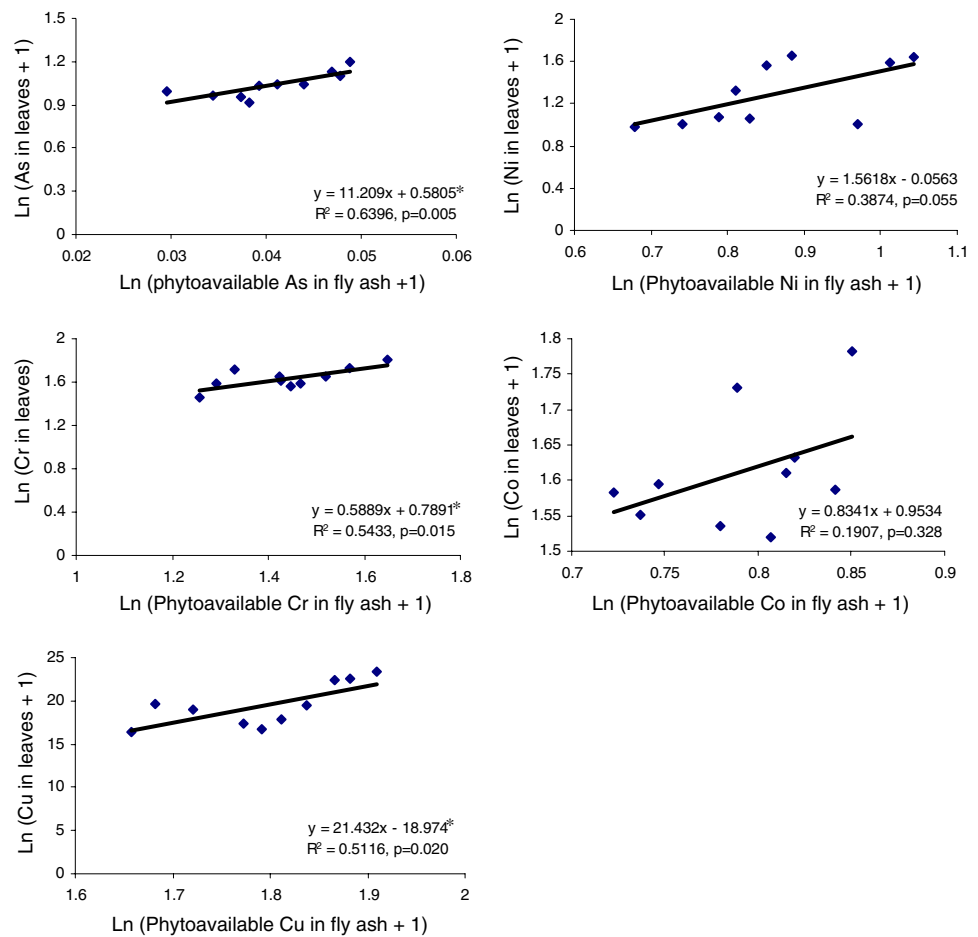 Ln (As in leaves + 1)
1.5
1.2
0.9
0.6
0.3
0
0.02
0.03
0.04
0.05
0.06
y = 11.209x + 0.5805*
R² = 0.6396, p=0.005
Ln (phytoavailable As in fly ash +1)
Ln (Ni in leaves + 1)
2
1.6
1.2
0.8
0.4
0
0.6
0.7
0.8
0.9
1
1.1
y = 1.5618x - 0.0563
R² = 0.3874, p=0.055
Ln (Phytoavailable Ni in fly ash + 1)
Ln (Cr in leaves)
2
1.6
1.2
0.8
0.4
0
1
1.2
1.4
1.6
1.8
y = 0.5889x + 0.7891*
R² = 0.5433, p=0.015
Ln (Phytoavailable Cr in fly ash + 1)
Ln (Co in leaves + 1)
1.8
1.75
1.7
1.65
1.6
1.55
1.5
0.7
0.75
0.8
0.85
0.9
y = 0.8341x + 0.9534
R² = 0.1907, p=0.328
Ln (Phytoavailable Co in fly ash + 1)
Ln (Cu in leaves + 1)
25
20
15
10
5
0
1.6
1.7
1.8
1.9
2
y = 21.432x - 18.974*
R² = 0.5116, p=0.020
Ln (Phytoavailable Cu in fly ash + 1)